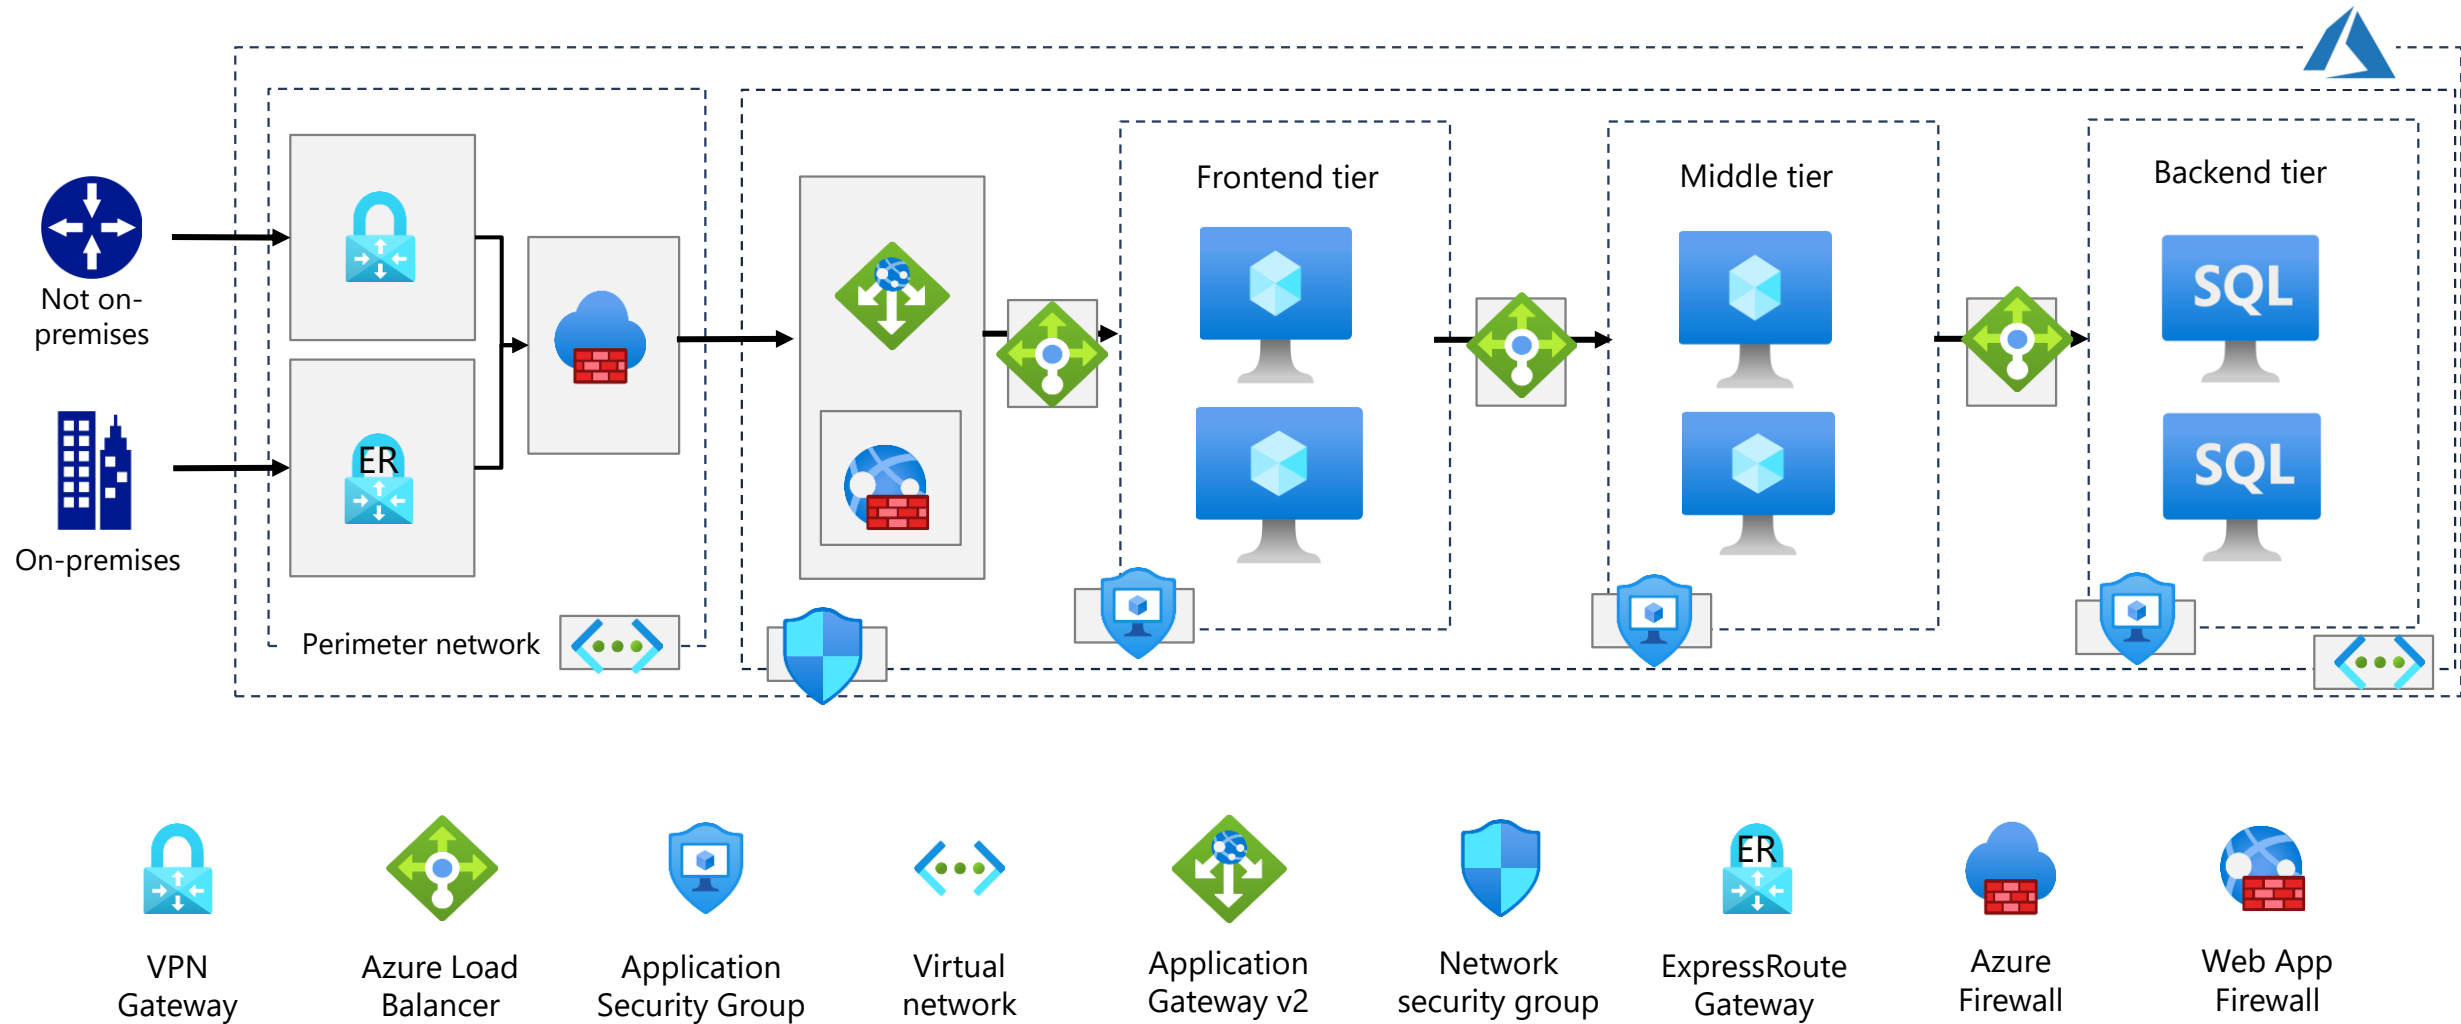 Not on-
premises
On-premises
ER
Perimeter network
Frontend tier
Middle tier
Backend tier
SQL
SQL
ER
VPN
Gateway
Azure Load
Balancer
Application
Security Group
Virtual
network
Application
Gateway v2
Network
security group
ExpressRoute
Gateway
Azure
Firewall
Web App
Firewall